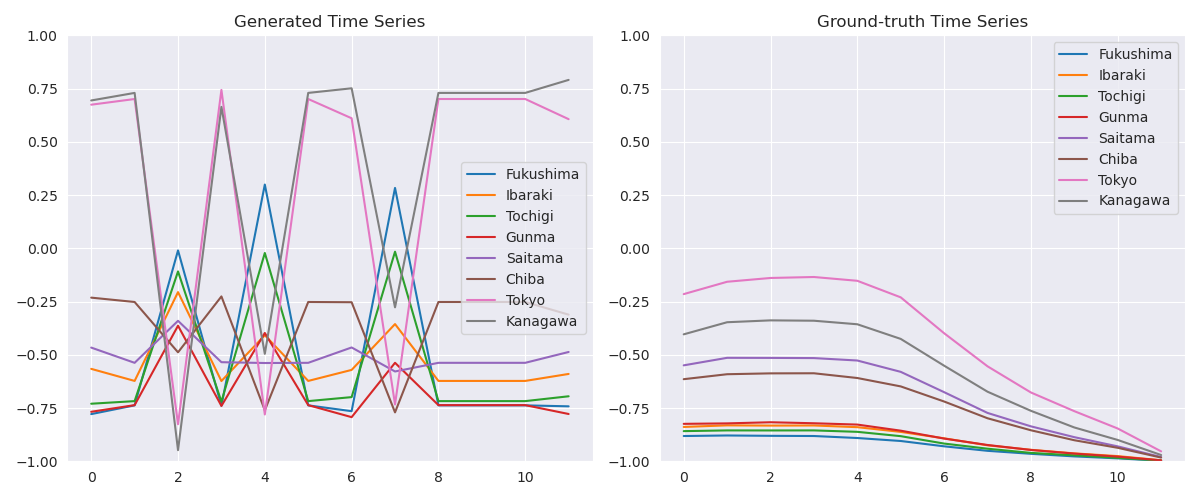 Generated Time Series
1.00
0.75
0.50
0.25
0.00
−0.25
−0.50
−0.75
−1.00
0 2 4 6 8 10
Fukushima
Ibaraki
Tochigi
Gunma
Saitama
Chiba
Tokyo
Kanagawa
Ground-truth Time Series
1.00
0.75
0.50
0.25
0.00
−0.25
−0.50
−0.75
−1.00
0 2 4 6 8 10
Fukushima
Ibaraki
Tochigi
Gunma
Saitama
Chiba
Tokyo
Kanagawa